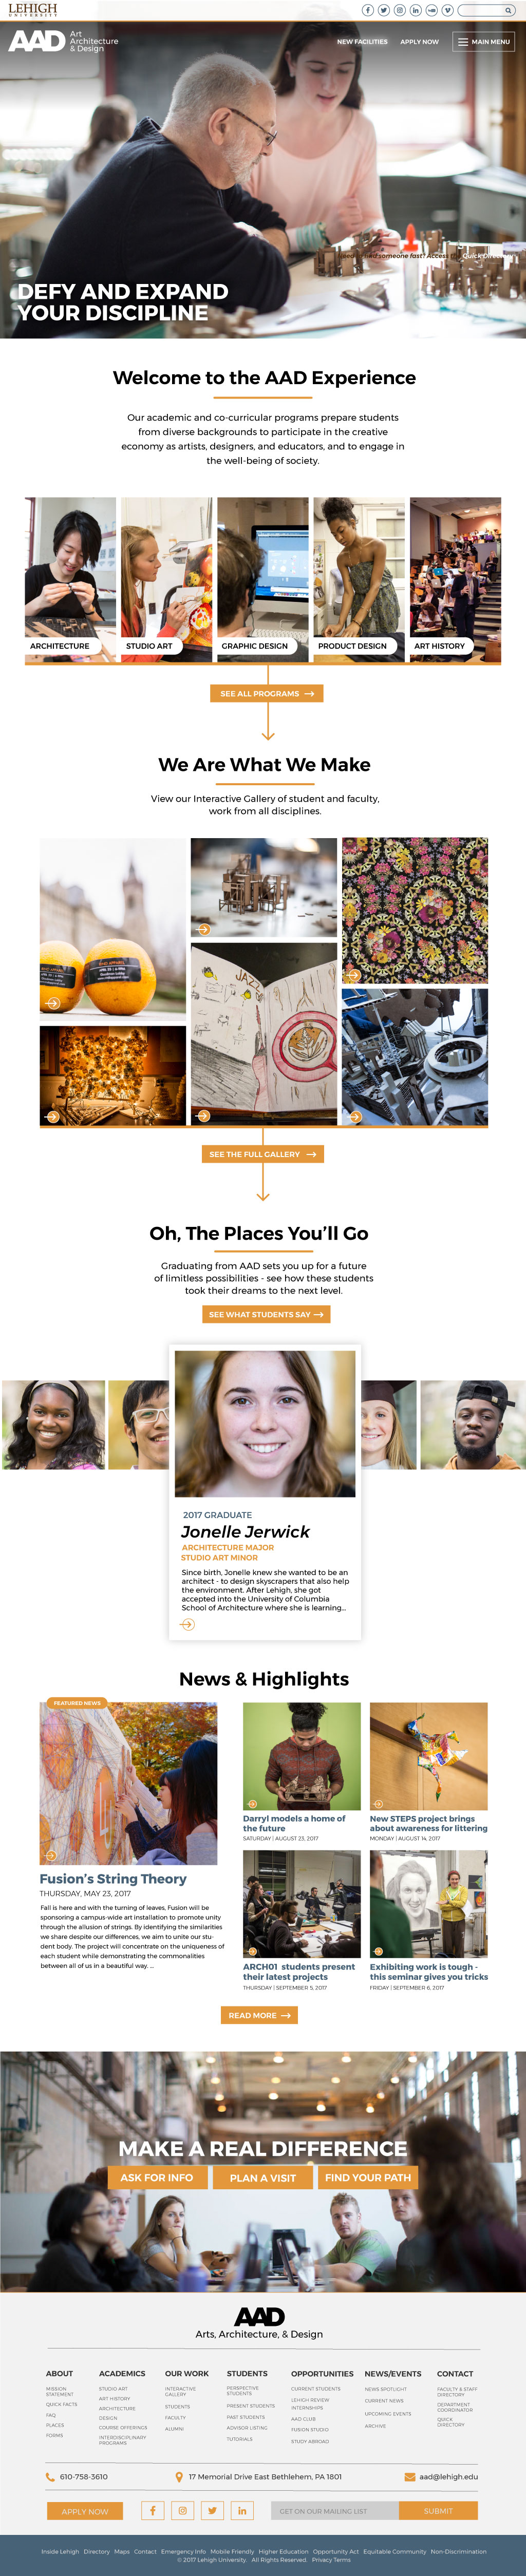 LEHIGH
UNIVERSITY
AAD Art
Architecture
& Design
NEW FACILITIES APPLY NOW MAIN MENU
someone fast? Access Quick
DEFY AND EXPAND
YOUR DISCIPLINE
Welcome to the AAD Experience
Our academic and co-curricular programs prepare students
from diverse backgrounds to participate in the creative
economy as artists, designers, and educators, and to engage in
the well-being of society.
ARCHITECTURE STUDIO ART GRAPHIC DESIGN PRODUCT DESIGN ART HISTORY
SEE ALL PROGRAMS
We Are What We Make
View our Interactive Gallery of student and faculty,
work from all disciplines.
JAZZ
SEE THE FULL GALLERY
Oh, The Places You’ll Go
Graduating from AAD sets you up for a future
of limitless possibilities - see how these students
took their dreams to the next level.
SEE WHAT STUDENTS SAY
2017 GRADUATE
Jonelle Jerwick
ARCHITECTURE MAJOR
STUDIO ART MINOR
Since birth, Jonelle knew she wanted to be an
architect - to design skyscrapers that also help
the environment. After Lehigh, she got
accepted into the University of Columbia
School of Architecture where she is learning...
News & Highlights
FEATURED NEWS
Fusion’s String Theory
THURSDAY, MAY 23, 2017
Fall is here and with the turning of leaves, Fusion will be
sponsoring a campus-wide art installation to promote unity
through the allusion of strings. By identifying the similarities
we share despite our differences, we aim to unite our stu-
dent body. The project will concentrate on the uniqueness of
each student while demonstrating the commonalities
between all of us in a beautiful way. ...
Darryl models a home of
the future
SATURDAY | AUGUST 23, 2017
New STEPS project brings
about awareness for littering
MONDAY | AUGUST 14, 2017
ARCH01 students present
their latest projects
THURSDAY | SEPTEMBER 5, 2017
Exhibiting work is tough -
this seminar gives you tricks
FRIDAY | SEPTEMBER 6, 2017
READ MORE
MAKE A REAL DIFFERENCE
ASK FOR INFO PLAN A VISIT FIND YOUR PATH
AAD
Arts, Architecture, & Design
ABOUT
MISSION
STATEMENT
QUICK FACTS
FAQ
PLACES
FORMS
ACADEMICS
STUDIO ART
ART HISTORY
ARCHITECTURE
DESIGN
COURSE OFFERINGS
INTERDISCIPLINARY
PROGRAMS
OUR WORK
INTERACTIVE
GALLERY
STUDENTS
FACULTY
ALUMNI
STUDENTS
PERSPECTIVE
STUDENTS
PRESENT STUDENTS
PAST STUDENTS
ADVISOR LISTING
TUTORIALS
OPPORTUNITIES
CURRENT STUDENTS
LEHIGH REVIEW
INTERNSHIPS
AAD CLUB
FUSION STUDIO
STUDY ABROAD
NEWS/EVENTS
NEWS SPOTLIGHT
CURRENT NEWS
UPCOMING EVENTS
ARCHIVE
CONTACT
FACULTY & STAFF
DIRECTORY
DEPARTMENT
COORDINATOR
QUICK
DIRECTORY
610-758-3610 17 Memorial Drive East Bethlehem, PA 1801 aad@lehigh.edu
APPLY NOW GET ON OUR MAILING LIST SUBMIT
Inside Lehigh Directory Maps Contact Emergency Info Mobile Friendly Higher Education Opportunity Act Equitable Community Non-Discrimination
© 2017 Lehigh University. All Rights Reserved. Privacy Terms